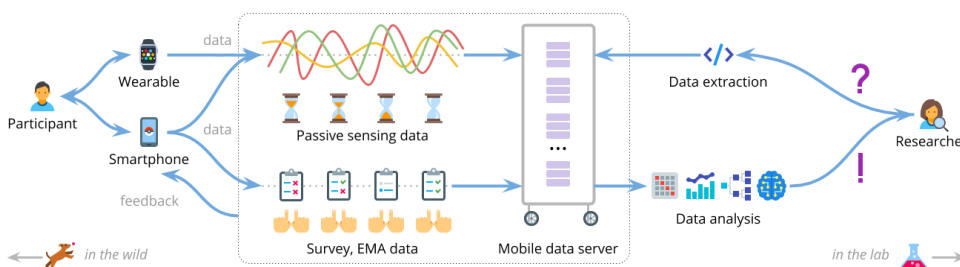 Participant
Wearable
Smartphone
data
data
feedback
Passive sensing data
Survey, EMA data
...
Mobile data server
</>
Data extraction
Data analysis
?
!
Researche
in the wild
in the lab